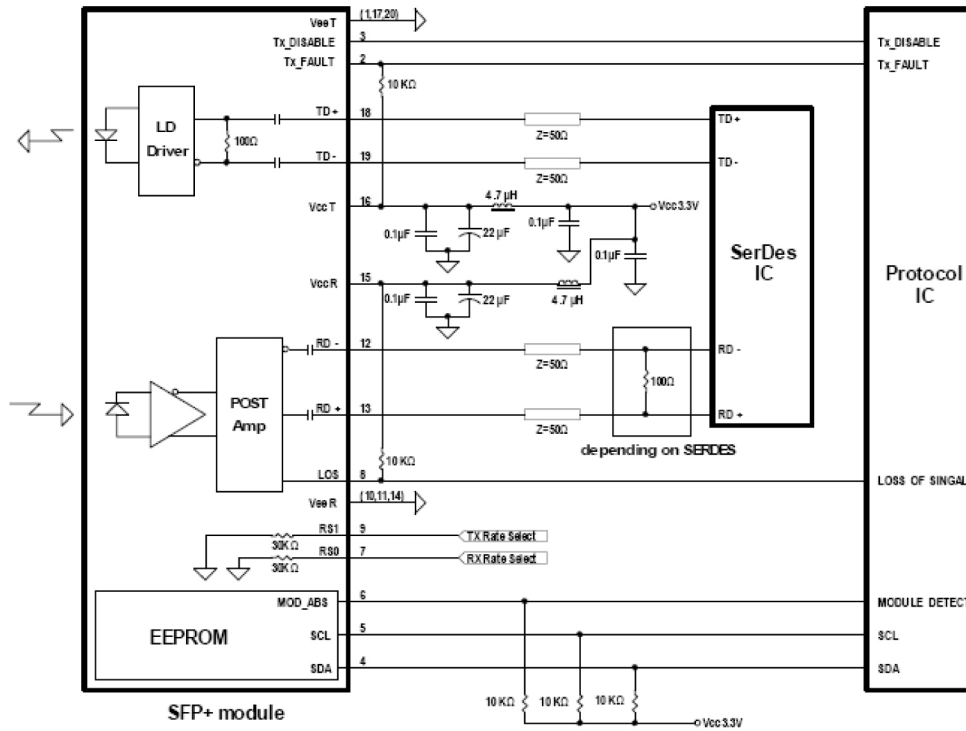 VeeT (1,17,20)
Tx_DISABLE 3 Tx_DISABLE
Tx_FAULT 2 Tx_FAULT
10 KΩ
LD Driver
100Ω
TD+ 18 Z=50Ω TD+
TD - 19 Z=50Ω TD -
VccT 16 4.7 µH Vcc3.3V
0.1µF 22 µF 0.1µF
0.1µF
VccR 15
0.1µF 22 µF 4.7 µH
SerDes IC
Protocol IC
RD - 12 Z=50Ω RD -
100Ω
POST Amp
RD + 13 Z=50Ω RD +
depending on SERDES
10 KΩ
LOS 8 LOSS OF SINGAL
VeeR (10,11,14)
RS1 9 TX Rate Select
30KΩ
RS0 7 RX Rate Select
30KΩ
MOD_ABS 6 MODULE DETECT
EEPROM
SCL 5 SCL
SDA 4 SDA
10 KΩ 10 KΩ 10 KΩ
Vcc3.3V
SFP+ module